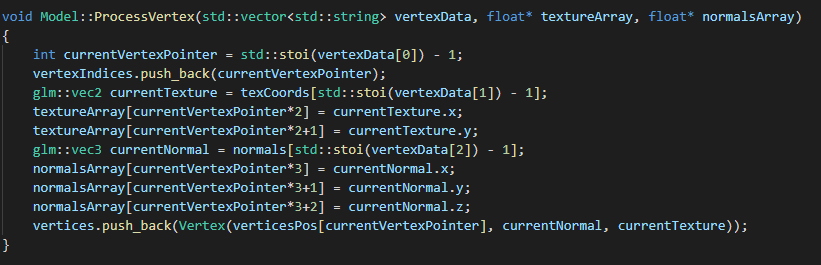 void Model::ProcessVertex(std::vector<std::string> vertexData, float* textureArray, float* normalsArray)
{
    int currentVertexPointer = std::stoi(vertexData[0]) - 1;
    vertexIndices.push_back(currentVertexPointer);
    glm::vec2 currentTexture = texCoords[std::stoi(vertexData[1]) - 1];
    textureArray[currentVertexPointer*2] = currentTexture.x;
    textureArray[currentVertexPointer*2+1] = currentTexture.y;
    glm::vec3 currentNormal = normals[std::stoi(vertexData[2]) - 1];
    normalsArray[currentVertexPointer*3] = currentNormal.x;
    normalsArray[currentVertexPointer*3+1] = currentNormal.y;
    normalsArray[currentVertexPointer*3+2] = currentNormal.z;
    vertices.push_back(Vertex(verticesPos[currentVertexPointer], currentNormal, currentTexture));
}